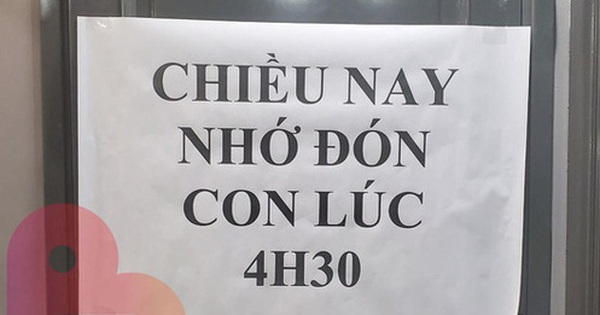 CHIỀU NAY
NHỚ ĐÓN
CON LÚC
4H30